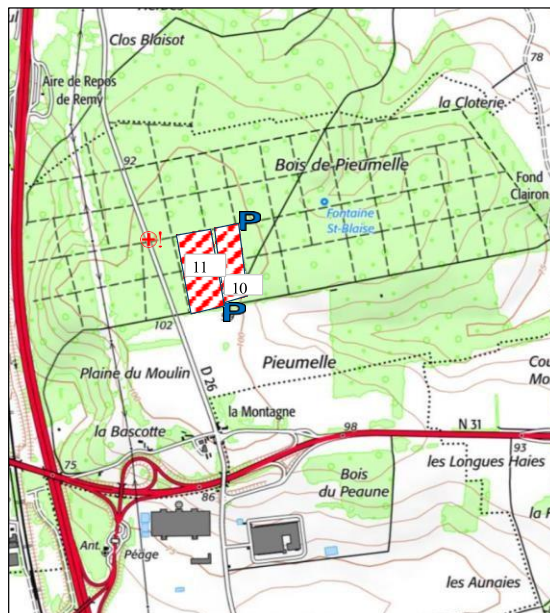 Clos Blaisot
78
Aire de Repos
de Remy
la Cloterie
92
Bois de Pieumelle
Fond
Clairon
P
Fontaine
St-Blaise
!
11
10
P
102
100
Pieumelle
Plaine du Moulin
D 26
la Montagne
la Bascotte
98
N 31
93
75
les Longues Haies
86
Bois
du Peaune
Ant.
Péage
les Aunaies